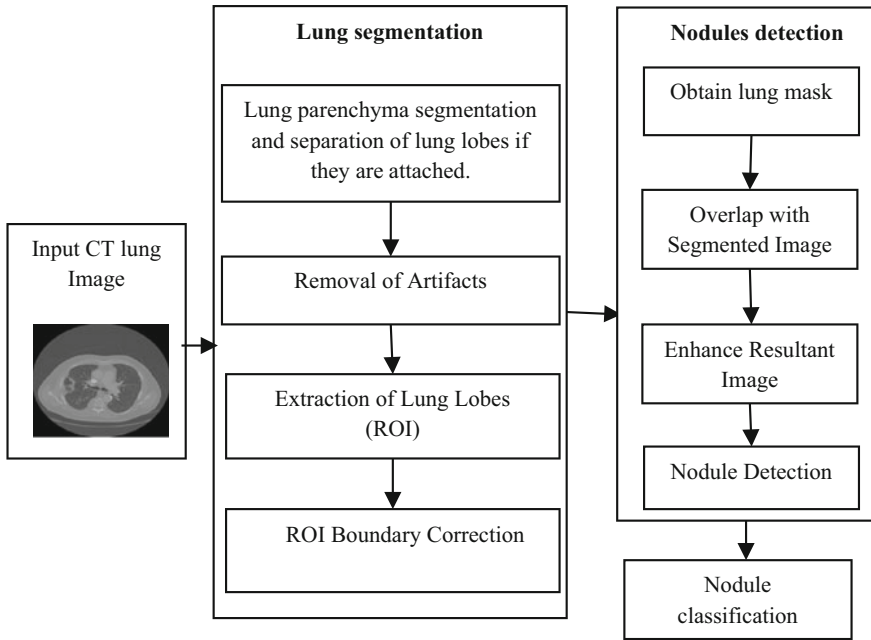 Input CT lung
Image
Lung segmentation
Lung parenchyma segmentation
and separation of lung lobes if
they are attached.
Removal of Artifacts
Extraction of Lung Lobes
(ROI)
ROI Boundary Correction
Nodules detection
Obtain lung mask
Overlap with
Segmented Image
Enhance Resultant
Image
Nodule Detection
Nodule
classification